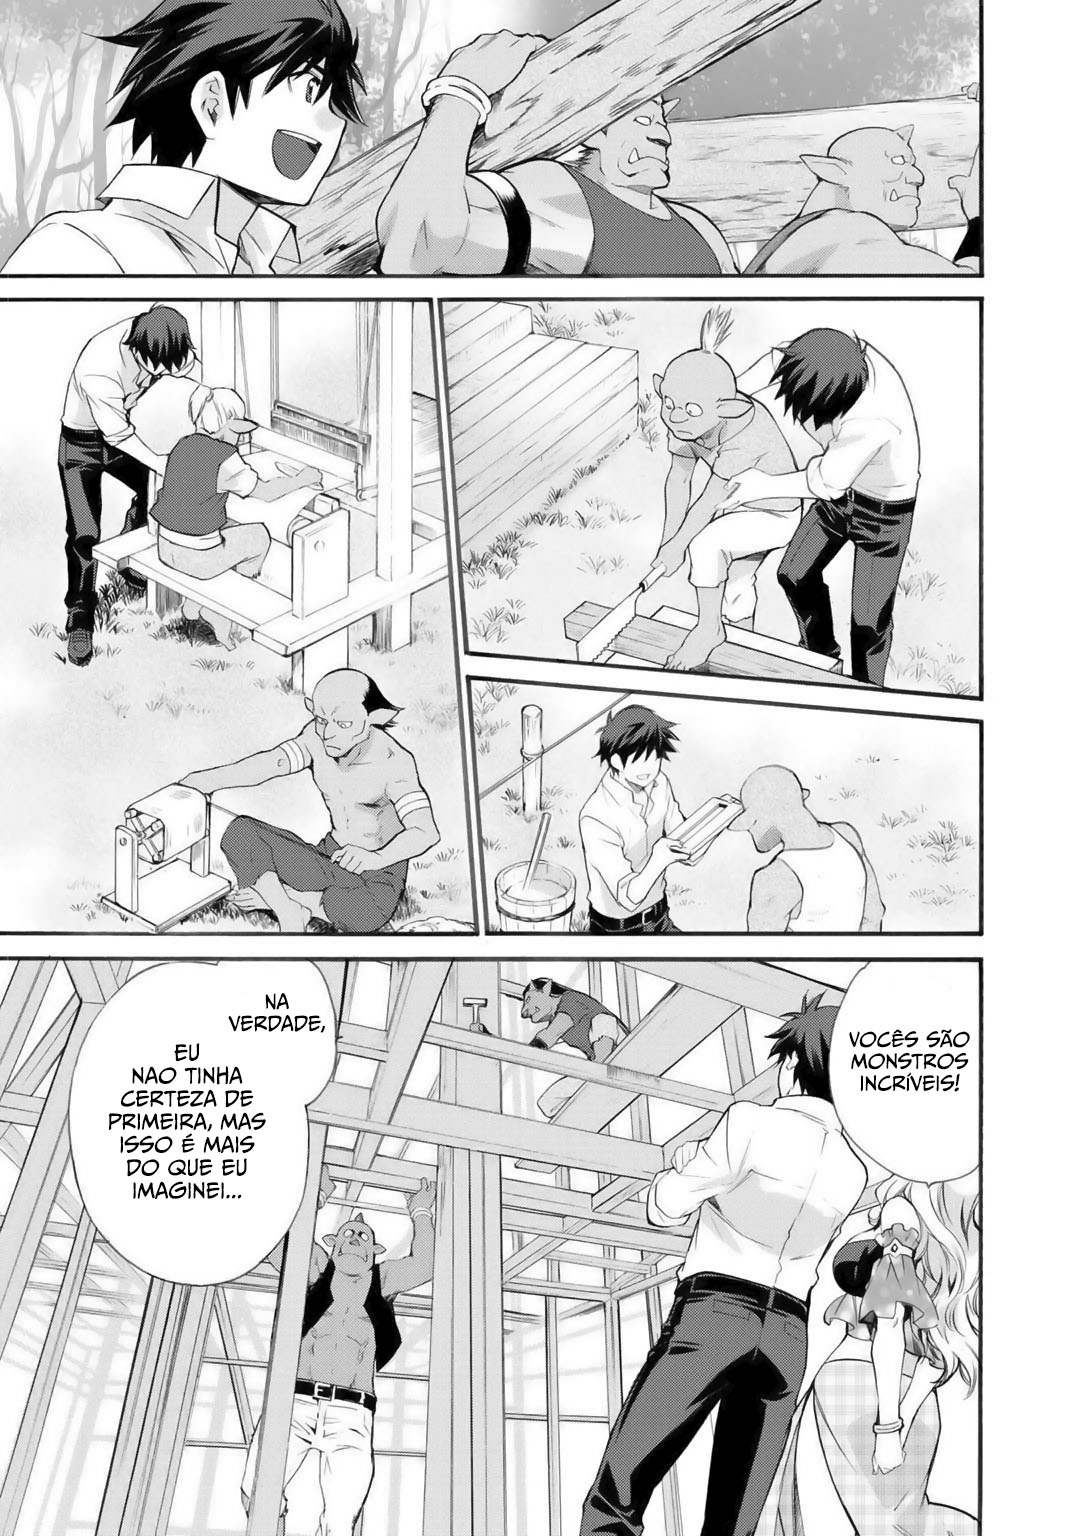 VOCÊS SÃO
MONSTROS
INCRÍVEIS!
NA
VERDADE,
EU
NAO TINHA
CERTEZA DE
PRIMEIRA, MAS
ISSO É MAIS
DO QUE EU
IMAGINEI...